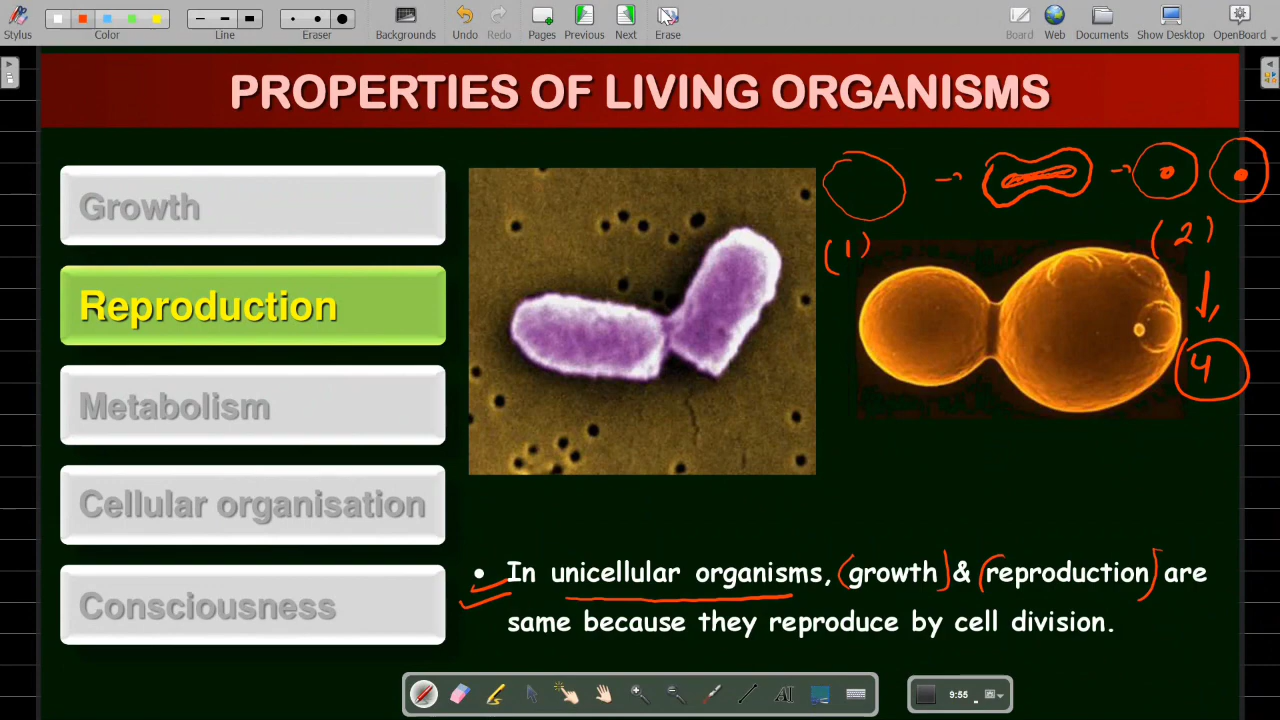 Stylus
Color
Line
Eraser
Backgrounds
Undo
Redo
Pages
Previous
Next
Erase
Board
Web
Documents
Show Desktop
OpenBoard
PROPERTIES OF LIVING ORGANISMS
Growth
Reproduction
Metabolism
Cellular organisation
Consciousness
(1)
(2)
4
• In unicellular organisms, (growth) & (reproduction) are
same because they reproduce by cell division.
9:55